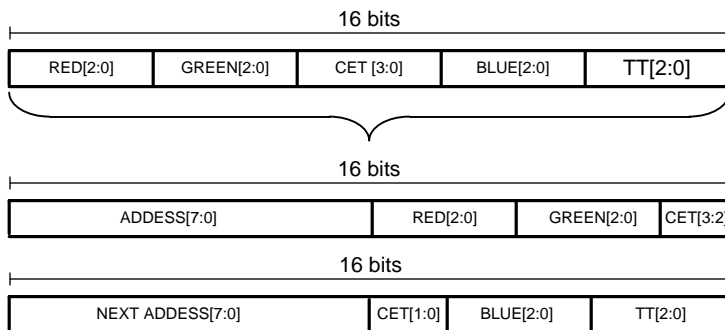 16 bits
RED[2:0] GREEN[2:0] CET [3:0] BLUE[2:0] TT[2:0]
16 bits
ADDESS[7:0] RED[2:0] GREEN[2:0] CET[3:2]
16 bits
NEXT ADDESS[7:0] CET[1:0] BLUE[2:0] TT[2:0]